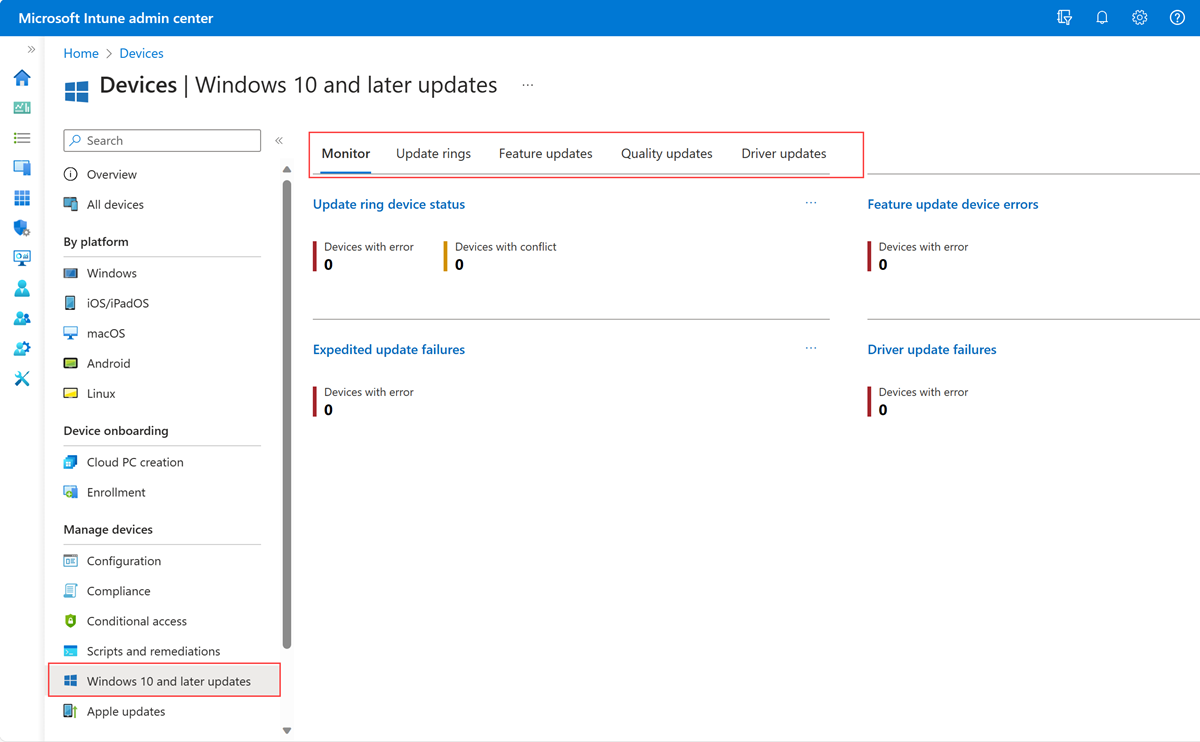 Microsoft Intune admin center
Home > Devices
Devices | Windows 10 and later updates
Search
Overview
All devices
By platform
Windows
iOS/iPadOS
macOS
Android
Linux
Device onboarding
Cloud PC creation
Enrollment
Manage devices
Configuration
Compliance
Conditional access
Scripts and remediations
Windows 10 and later updates
Apple updates
Monitor Update rings Feature updates Quality updates Driver updates
Update ring device status
Devices with error Devices with conflict
0 0
Feature update device errors
Devices with error
0
Expedited update failures
Devices with error
0
Driver update failures
Devices with error
0